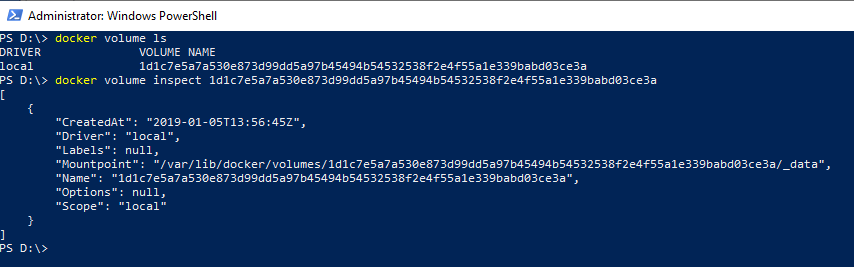 Administrator: Windows PowerShell
PS D:\> docker volume ls
DRIVER              VOLUME NAME
local               1d1c7e5a7a530e873d99dd5a97b45494b54532538f2e4f55a1e339babd03ce3a
PS D:\> docker volume inspect 1d1c7e5a7a530e873d99dd5a97b45494b54532538f2e4f55a1e339babd03ce3a
[
    {
        "CreatedAt": "2019-01-05T13:56:45Z",
        "Driver": "local",
        "Labels": null,
        "Mountpoint": "/var/lib/docker/volumes/1d1c7e5a7a530e873d99dd5a97b45494b54532538f2e4f55a1e339babd03ce3a/_data",
        "Name": "1d1c7e5a7a530e873d99dd5a97b45494b54532538f2e4f55a1e339babd03ce3a",
        "Options": null,
        "Scope": "local"
    }
]
PS D:\>